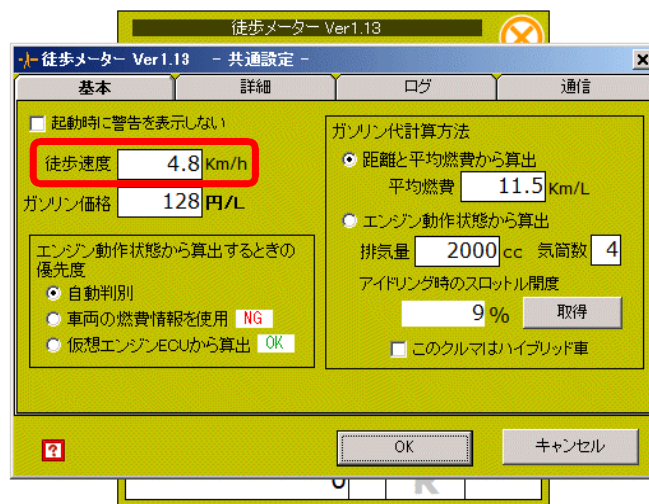 徒歩メーター Ver1.13
徒歩メーター Ver1.13 － 共通設定 －
基本 詳細 ログ 通信
起動時に警告を表示しない
徒歩速度 4.8 Km/h
ガソリン価格 128 円/L
エンジン動作状態から算出するときの
優先度
自動判別
車両の燃費情報を使用 NG
仮想エンジンECUから算出 OK
ガソリン代計算方法
距離と平均燃費から算出
平均燃費 11.5 Km/L
エンジン動作状態から算出
排気量 2000 cc 気筒数 4
アイドリング時のスロットル開度
9 % 取得
このクルマはハイブリッド車
OK キャンセル